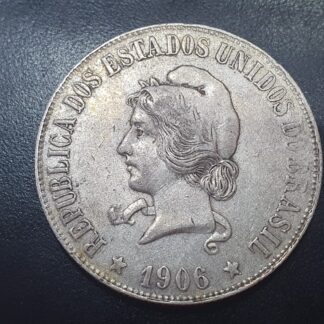 REPUBLICA DOS ESTADOS UNIDOS DO BRASIL
★ 1906 ★